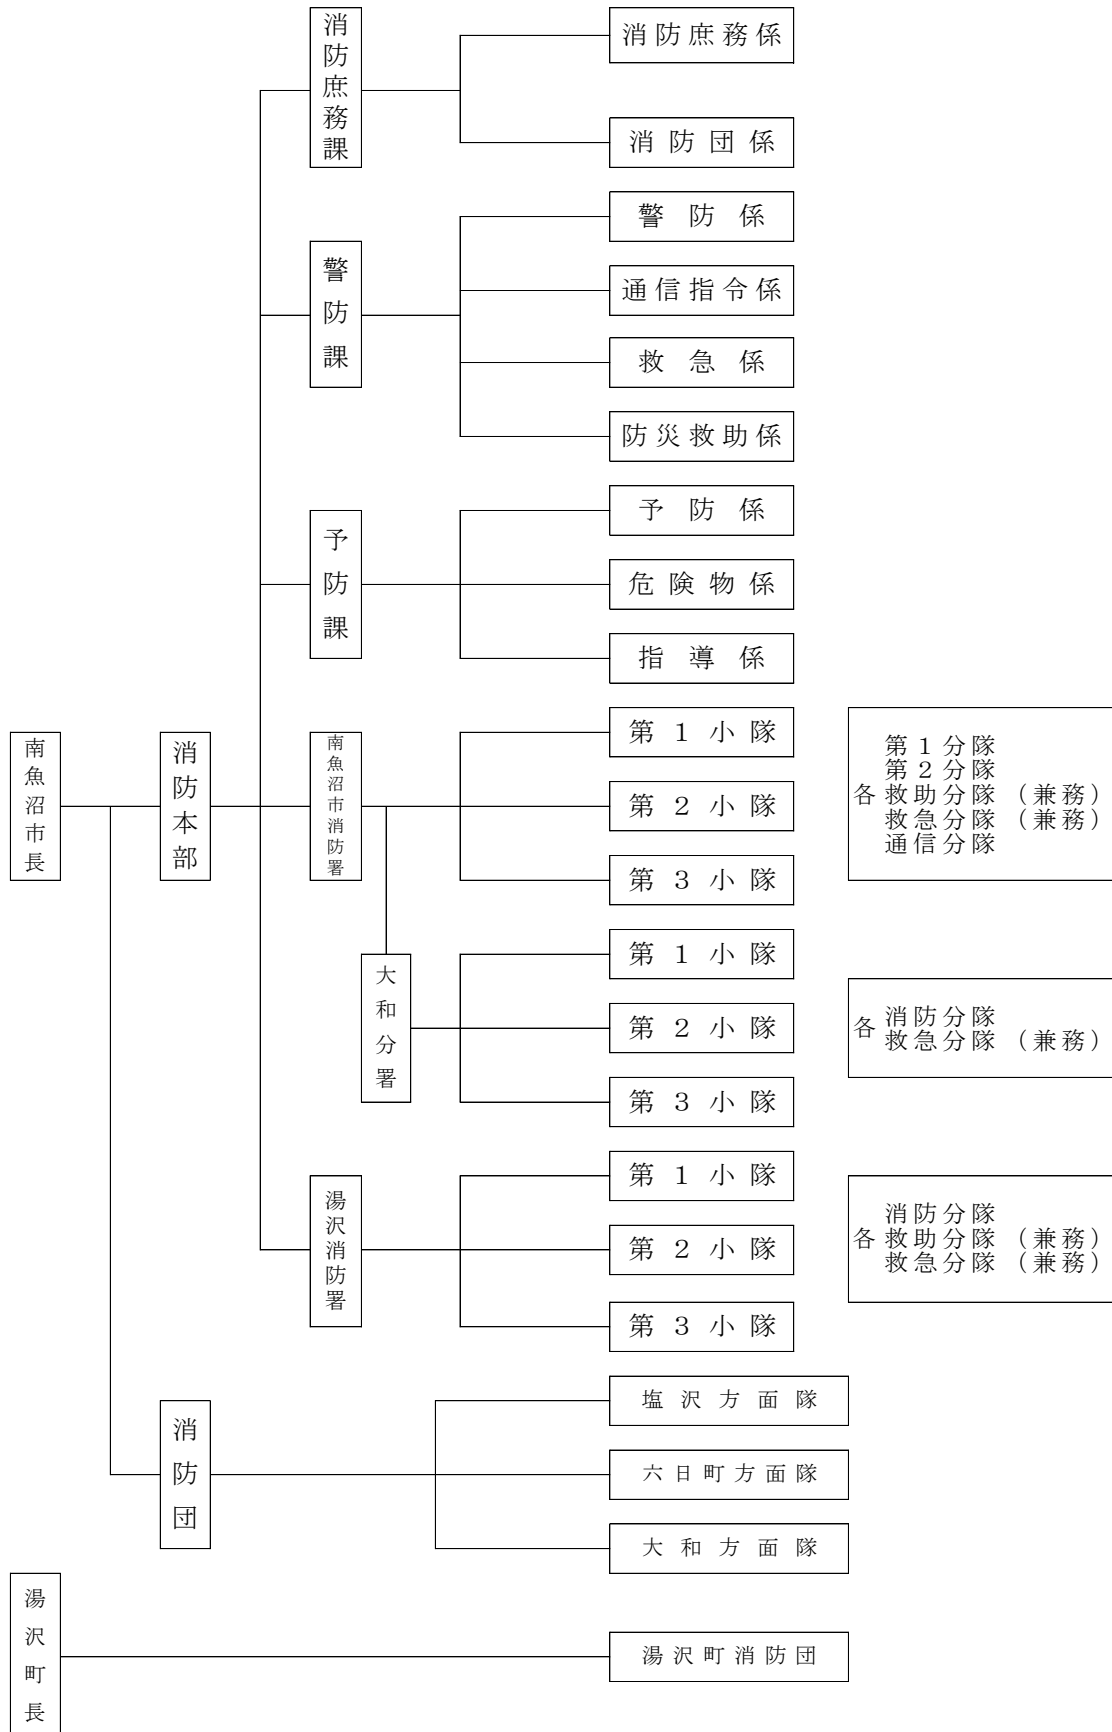 消防庶務課
消防庶務係
消防団係
警防課
警防係
通信指令係
救急係
防災救助係
予防課
予防係
危険物係
指導係
南魚沼市長
消防本部
南魚沼市消防署
第１小隊
第２小隊
第３小隊
各
第１分隊
第２分隊
救助分隊（兼務）
救急分隊（兼務）
通信分隊
大和分署
第１小隊
第２小隊
第３小隊
各
消防分隊
救急分隊（兼務）
湯沢消防署
第１小隊
第２小隊
第３小隊
各
消防分隊
救助分隊（兼務）
救急分隊（兼務）
消防団
塩沢方面隊
六日町方面隊
大和方面隊
湯沢町長
湯沢町消防団